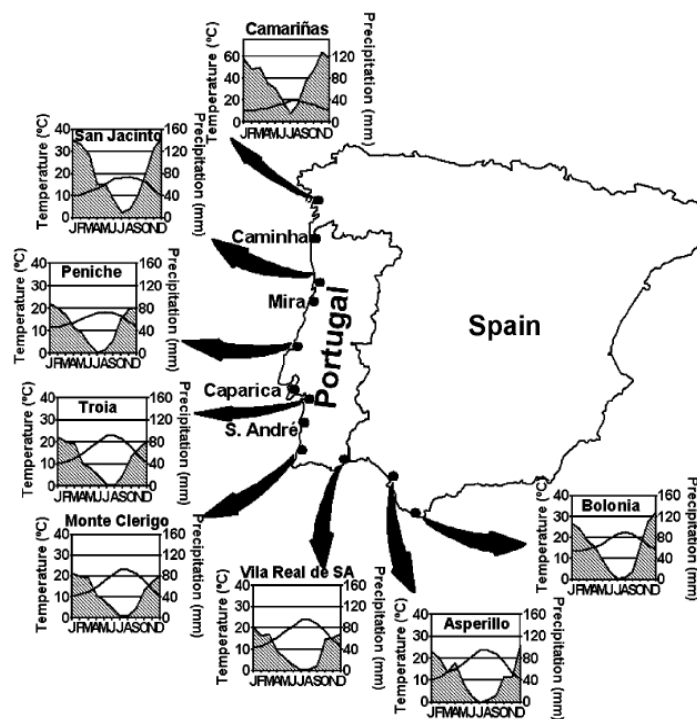 Camariñas
Temperature (ºC)
60
40
20
0
120
80
40
0
Precipitation (mm)
JFMAMJJASOND
San Jacinto
Temperature (ºC)
40
30
20
10
0
160
120
80
40
0
Precipitation (mm)
JFMAMJJASOND
Peniche
Temperature (ºC)
40
30
20
10
0
160
120
80
40
0
Precipitation (mm)
JFMAMJJASOND
Troia
Temperature (ºC)
40
30
20
10
0
160
120
80
40
0
Precipitation (mm)
JFMAMJJASOND
Monte Clerigo
Temperature (ºC)
40
30
20
10
0
160
120
80
40
0
Precipitation (mm)
JFMAMJJASOND
Vila Real de SA
Temperature (ºC)
40
30
20
10
0
160
120
80
40
0
Precipitation (mm)
JFMAMJJASOND
Asperillo
Temperature (ºC)
40
30
20
10
0
160
120
80
40
0
Precipitation (mm)
JFMAMJJASOND
Bolonia
Temperature (ºC)
40
30
20
10
0
160
120
80
40
0
Precipitation (mm)
JFMAMJJASOND
Caminha
Mira
Caparica
S. André
Portugal
Spain